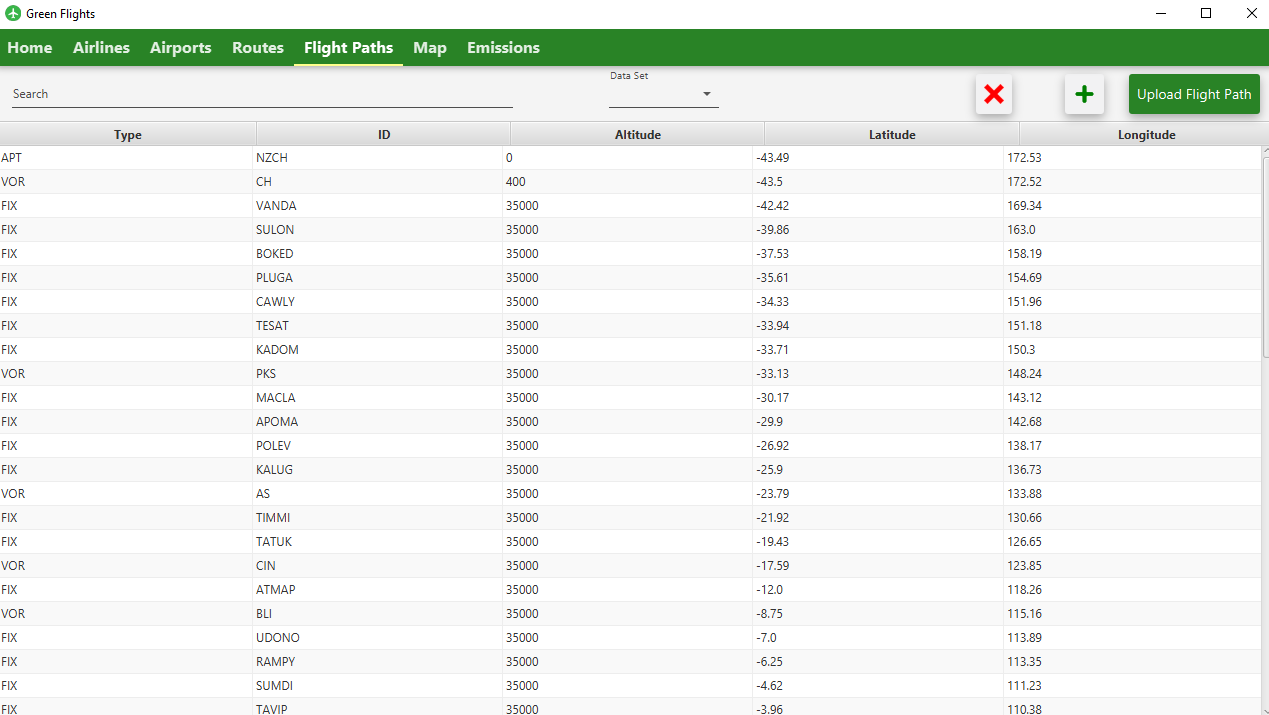 Green Flights
Home Airlines Airports Routes Flight Paths Map Emissions
Data Set
Search
Upload Flight Path
Type ID Altitude Latitude Longitude
APT NZCH 0 -43.49 172.53
VOR CH 400 -43.5 172.52
FIX VANDA 35000 -42.42 169.34
FIX SULON 35000 -39.86 163.0
FIX BOKED 35000 -37.53 158.19
FIX PLUGA 35000 -35.61 154.69
FIX CAWLY 35000 -34.33 151.96
FIX TESAT 35000 -33.94 151.18
FIX KADOM 35000 -33.71 150.3
VOR PKS 35000 -33.13 148.24
FIX MACLA 35000 -30.17 143.12
FIX APOMA 35000 -29.9 142.68
FIX POLEV 35000 -26.92 138.17
FIX KALUG 35000 -25.9 136.73
VOR AS 35000 -23.79 133.88
FIX TIMMI 35000 -21.92 130.66
FIX TATUK 35000 -19.43 126.65
VOR CIN 35000 -17.59 123.85
FIX ATMAP 35000 -12.0 118.26
VOR BLI 35000 -8.75 115.16
FIX UDONO 35000 -7.0 113.89
FIX RAMPY 35000 -6.25 113.35
FIX SUMDI 35000 -4.62 111.23
FIX TAVIP 35000 -3.96 110.38